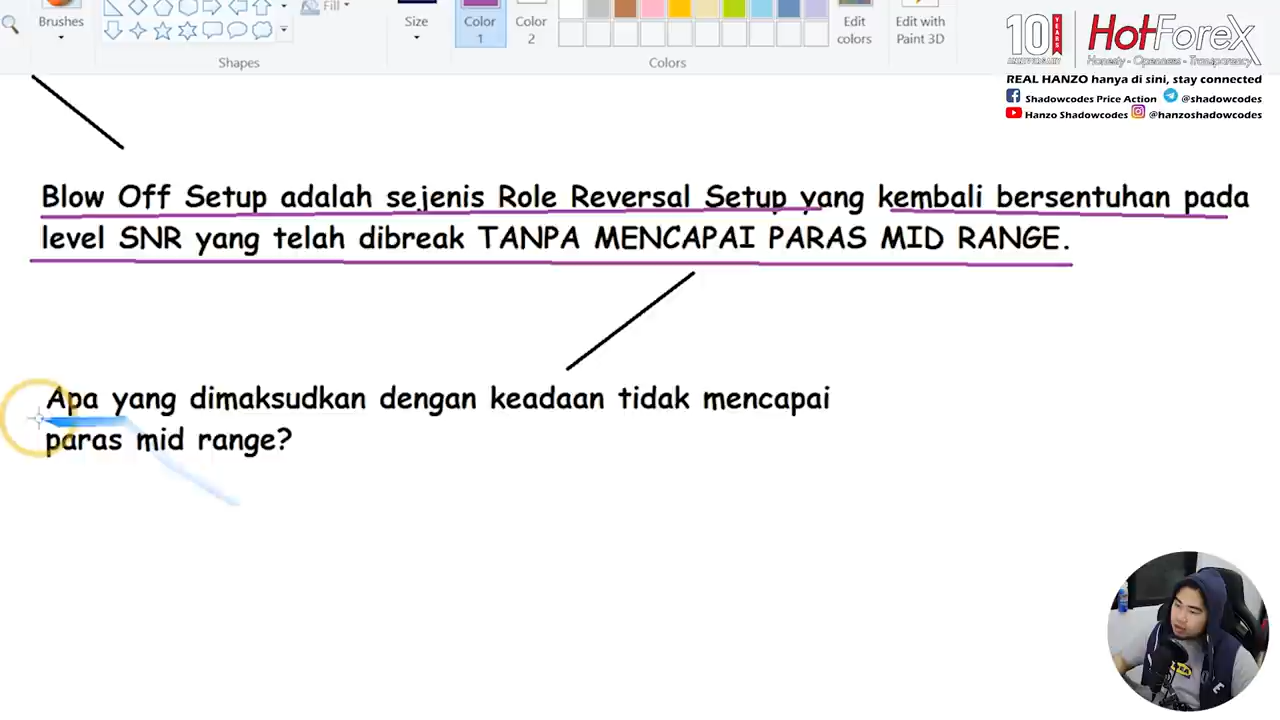 Brushes
Fill
Shapes
Size
Color
1
Color
2
Edit
colors
Edit with
Paint 3D
Colors
10 YEARS
ANNIVERSARY
HotForex
Honesty - Openness - Transparency
REAL HANZO hanya di sini, stay connected
Shadowcodes Price Action @shadowcodes
Hanzo Shadowcodes @hanzoshadowcodes
Blow Off Setup adalah sejenis Role Reversal Setup yang kembali bersentuhan pada
level SNR yang telah dibreak TANPA MENCAPAI PARAS MID RANGE.
Apa yang dimaksudkan dengan keadaan tidak mencapai
paras mid range?